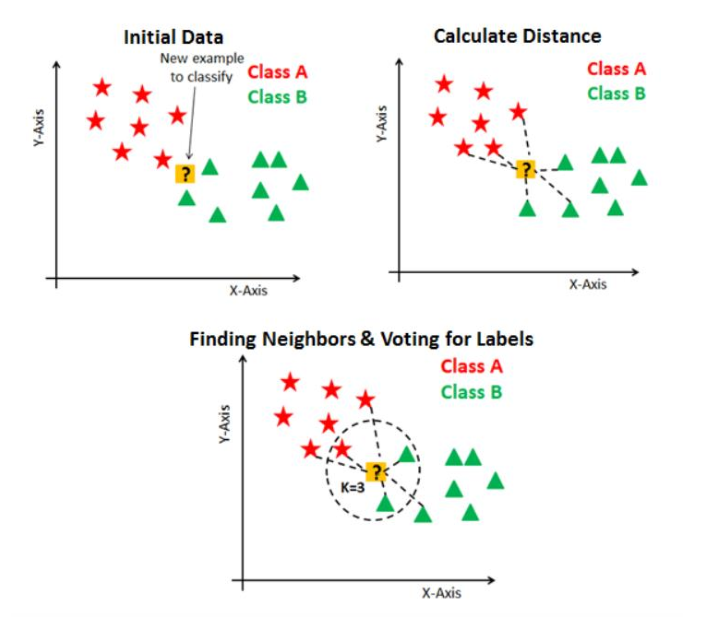 Initial Data
New example
to classify
Class A
Class B
Y-Axis
?
X-Axis
Calculate Distance
Class A
Class B
Y-Axis
?
X-Axis
Finding Neighbors & Voting for Labels
Class A
Class B
Y-Axis
?
K=3
X-Axis